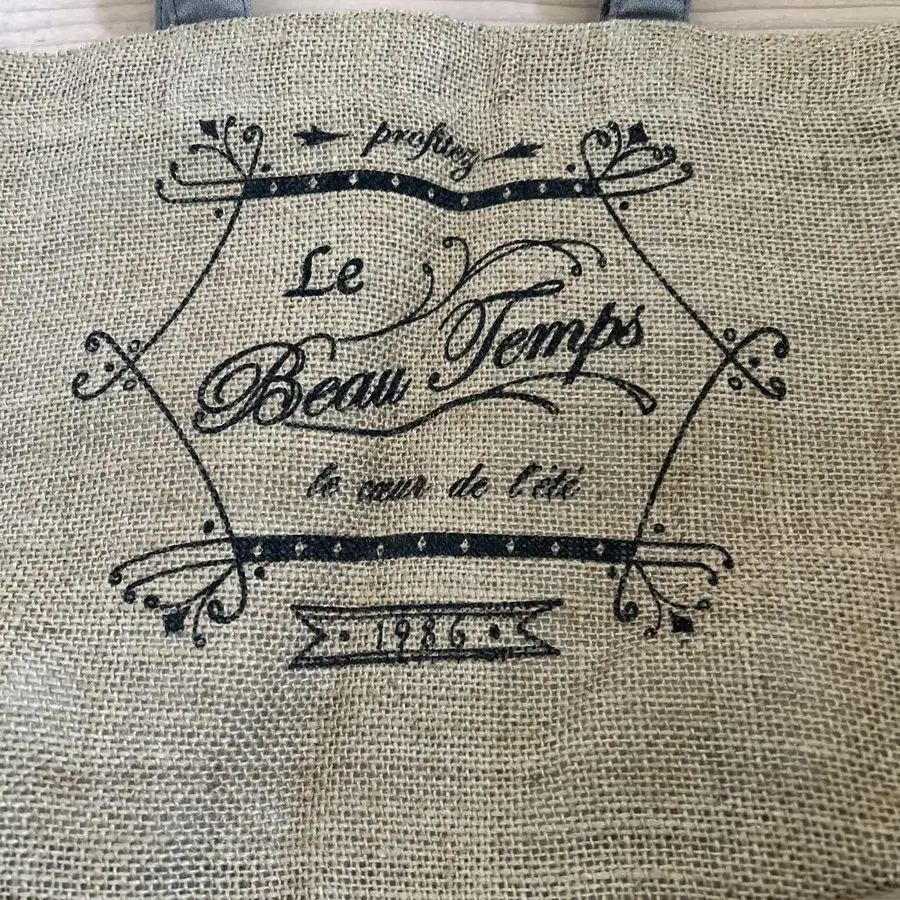 profiting
Le
Beau Temps
le cœur de l'été
1986